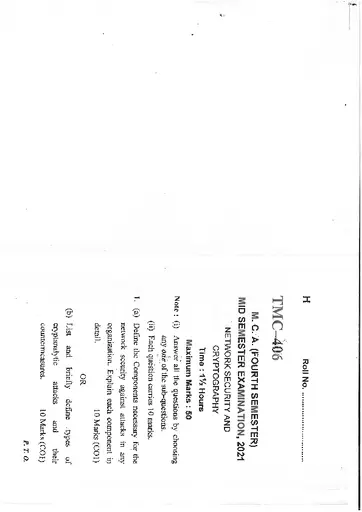 H
Roll No. ..............................
TMC–406
M. C. A. (FOURTH SEMESTER)
MID SEMESTER EXAMINATION, 2021
NETWORK SECURITY AND
CRYPTOGRAPHY
Time : 1½ Hours
Maximum Marks : 50
Note : (i) Answer all the questions by choosing
any one of the sub-questions.
(ii) Each question carries 10 marks.
1. (a) Define the Components necessary for the
network security against attacks in any
organization. Explain each component in
detail. 10 Marks (CO1)
OR
(b) List and briefly define types of
cryptanalytic attacks and their
countermeasures. 10 Marks (CO1)
P. T. O.